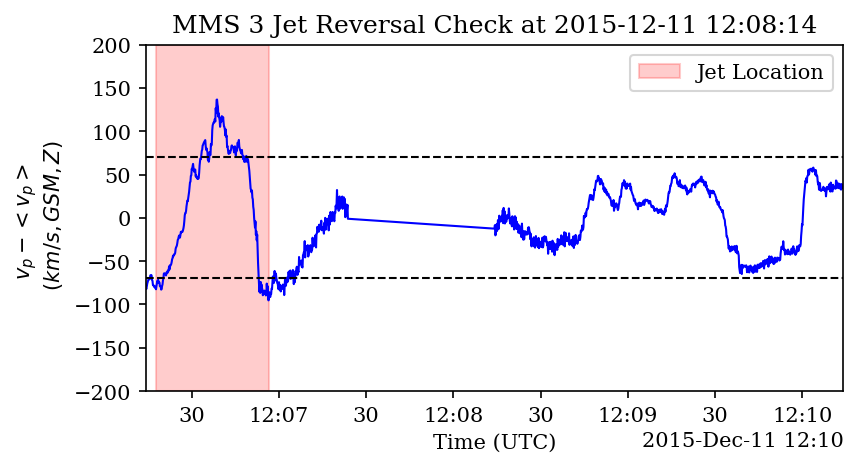 MMS 3 Jet Reversal Check at 2015-12-11 12:08:14
Jet Location
v_p − <v_p>
(km/s, GSM, Z)
200
150
100
50
0
−50
−100
−150
−200
30 12:07 30 12:08 30 12:09 30 12:10
Time (UTC)
2015-Dec-11 12:10